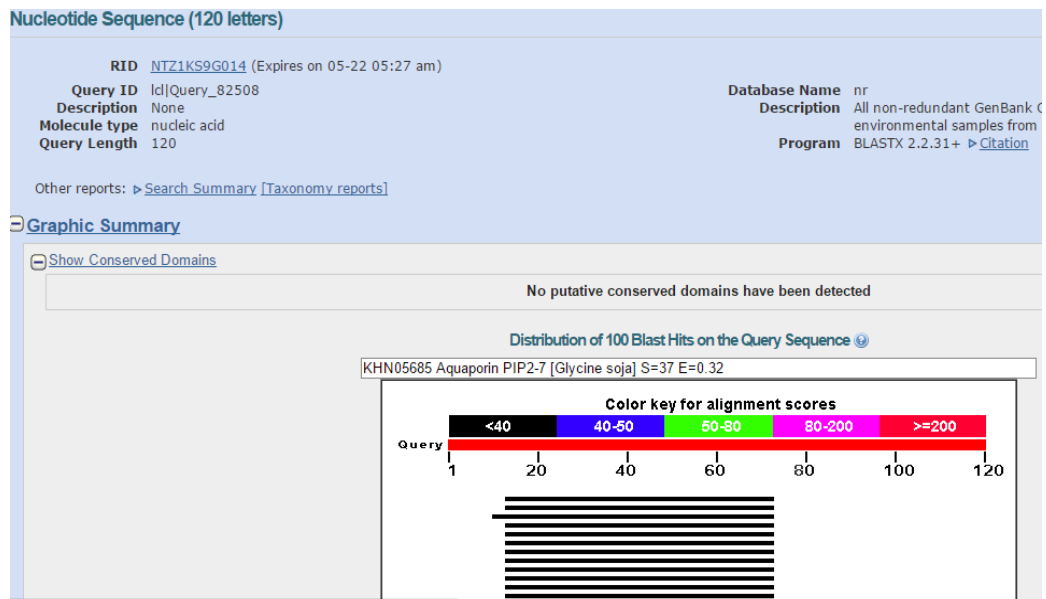 Nucleotide Sequence (120 letters)
RID NTZ1KS9G014 (Expires on 05-22 05:27 am)
Query ID lcl|Query_82508
Description None
Molecule type nucleic acid
Query Length 120
Database Name nr
Description All non-redundant GenBank C
environmental samples from
Program BLASTX 2.2.31+ ▷ Citation
Other reports: ▷ Search Summary [Taxonomy reports]
Graphic Summary
Show Conserved Domains
No putative conserved domains have been detected
Distribution of 100 Blast Hits on the Query Sequence
KHN05685 Aquaporin PIP2-7 [Glycine soja] S=37 E=0.32
Color key for alignment scores
<40 40-50 50-80 80-200 >=200
Query
1 20 40 60 80 100 120